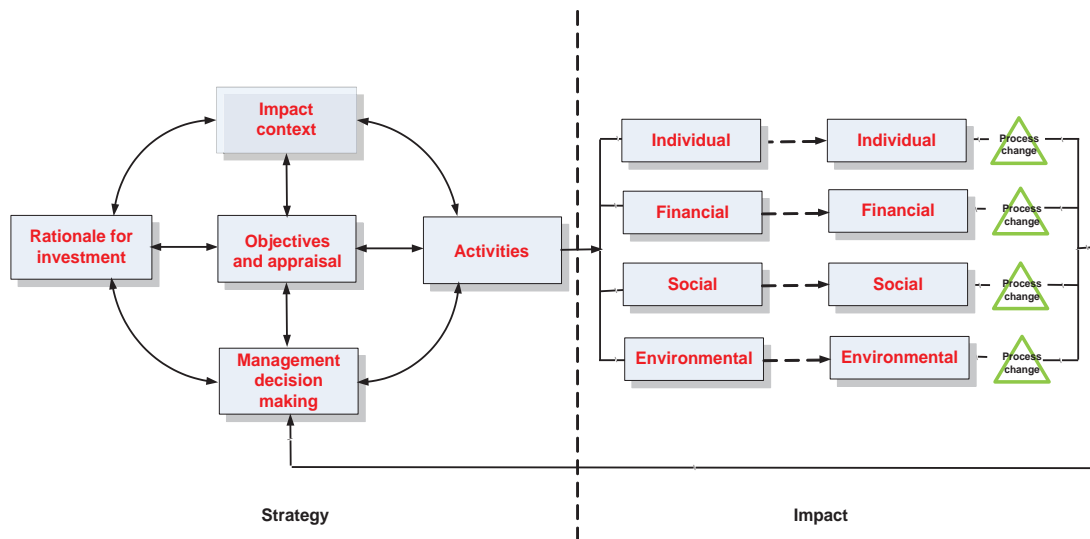 Impact
context
Rationale for
investment
Objectives
and appraisal
Activities
Management
decision
making
Individual
Individual
Process
change
Financial
Financial
Process
change
Social
Social
Process
change
Environmental
Environmental
Process
change
Strategy
Impact